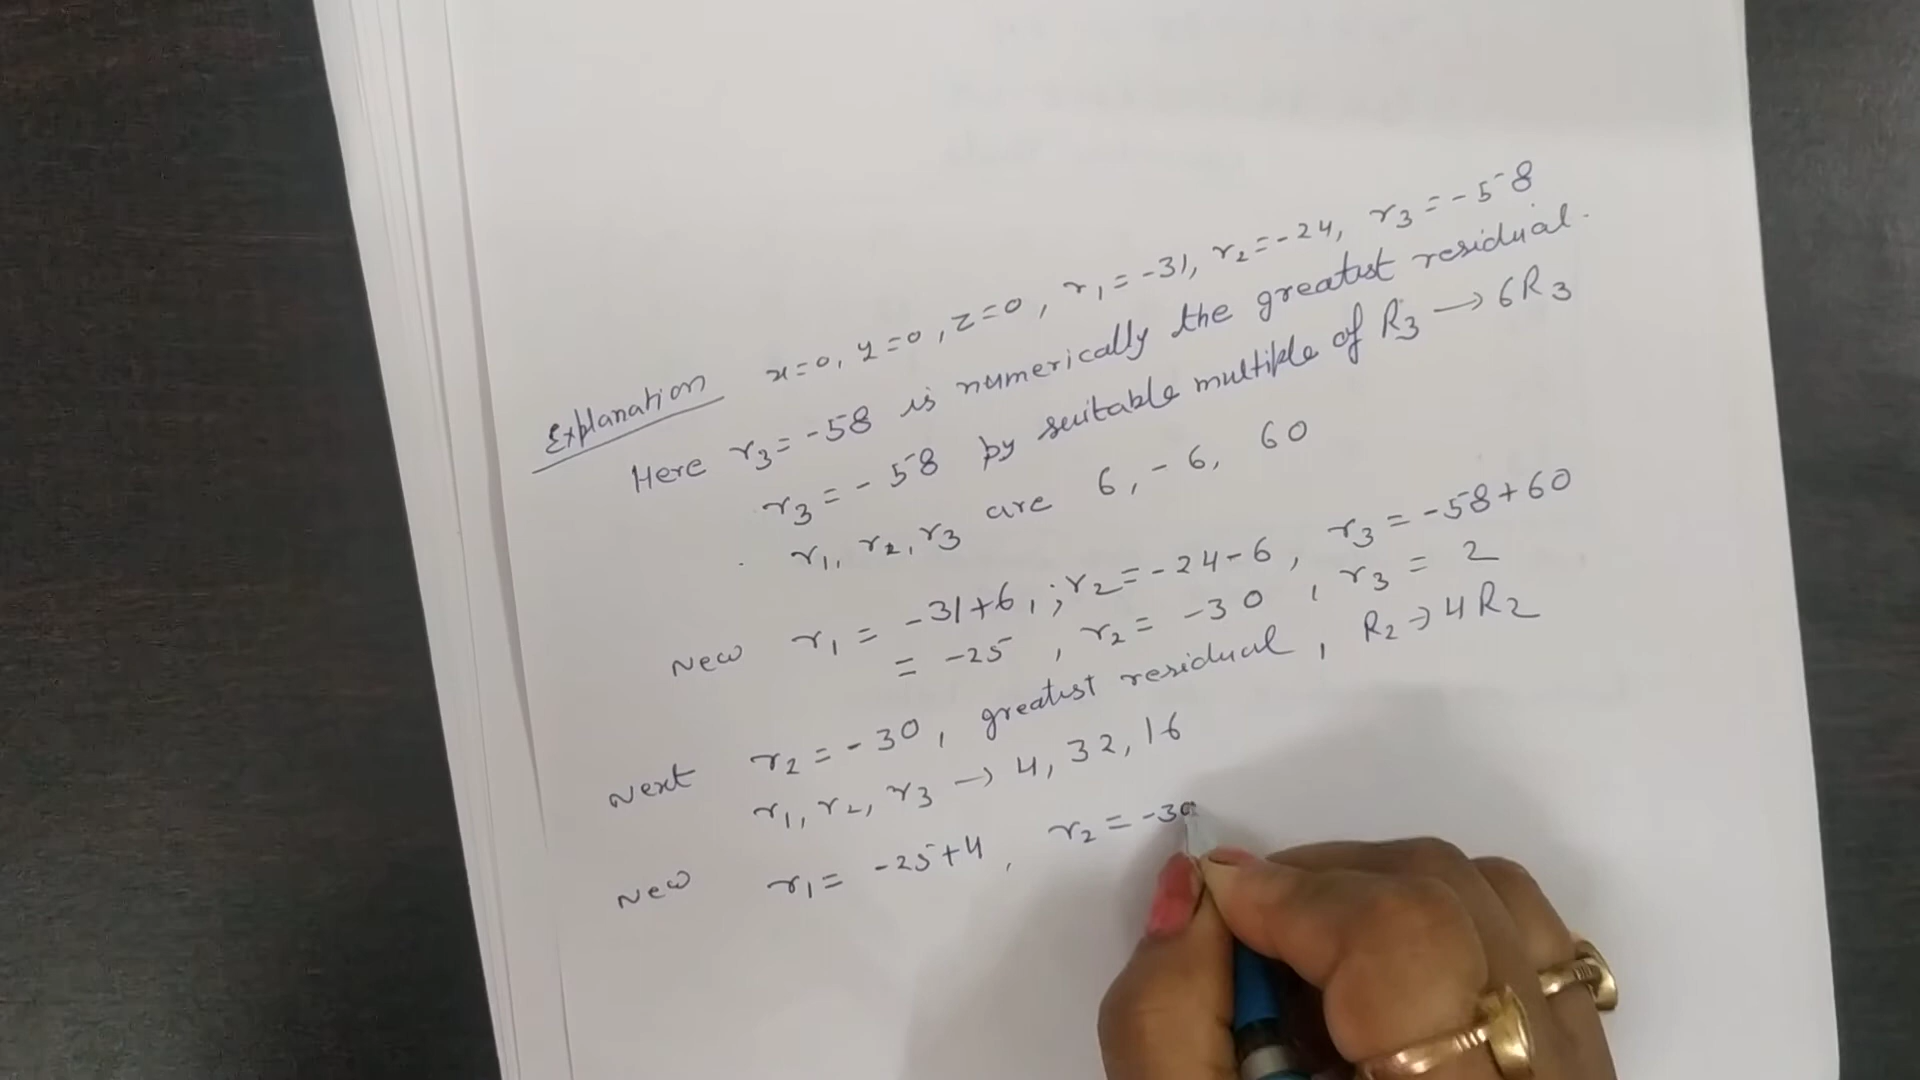 Explanation x=0, y=0, z=0, r1=-31, r2=-24, r3=-58
Here r3=-58 is numerically the greatest residual.
r3=-58 by suitable multiple of R3 → 6R3
r1, r2, r3 are 6, -6, 60
New r1 = -31+6, ; r2 = -24-6, r3 = -58+60
= -25, r2 = -30, r3 = 2
Next r2 = -30, greatest residual, R2 → 4R2
r1, r2, r3 → 4, 32, 16
New r1 = -25+4, r2 = -30